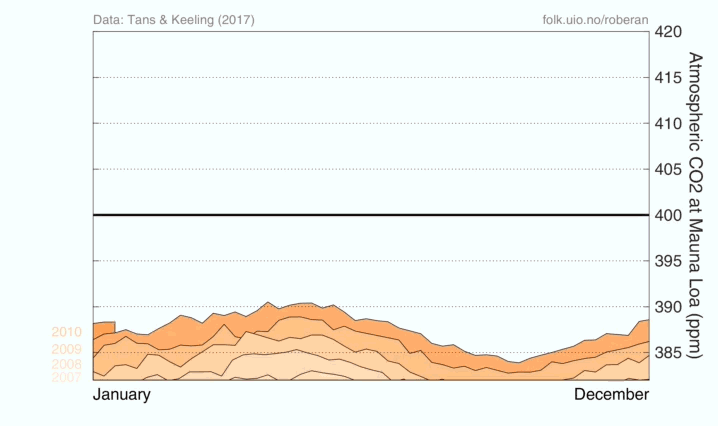 Data: Tans & Keeling (2017)
folk.uio.no/roberan
420
415
410
405
400
395
390
385
Atmospheric CO2 at Mauna Loa (ppm)
2010
2009
2008
2007
January
December